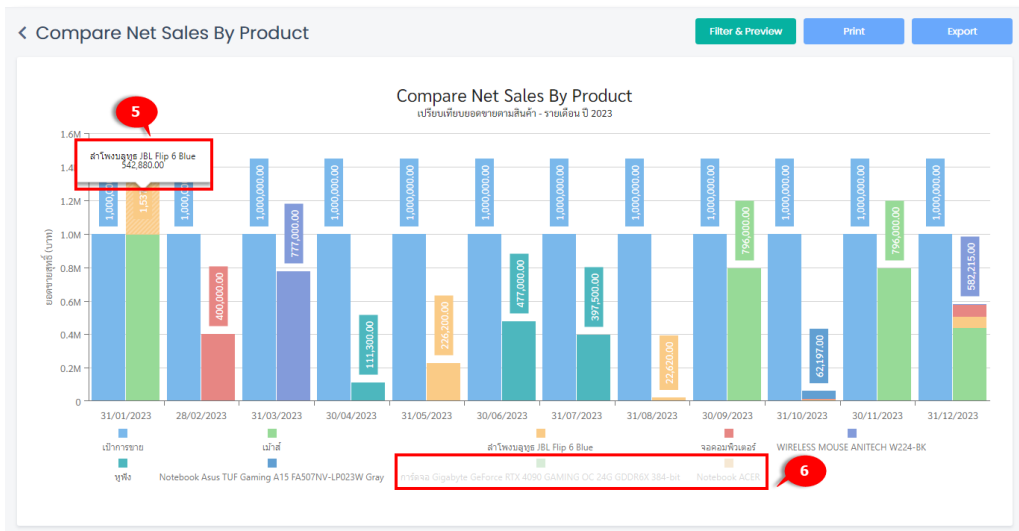 Compare Net Sales By Product
Filter & Preview
Print
Export
Compare Net Sales By Product
เปรียบเทียบยอดขายตามสินค้า - รายเดือน ปี 2023
5
ลำโพงบลูทูธ JBL Flip 6 Blue
542,880.00
ยอดขายสุทธิ (บาท)
1.6M
1.2M
1.0M
0.8M
0.6M
0.4M
0.2M
0
1,000,000.00
400,000.00
1,000,000.00
777,000.00
1,000,000.00
111,300.00
1,000,000.00
226,200.00
1,000,000.00
477,000.00
1,000,000.00
397,500.00
1,000,000.00
22,620.00
1,000,000.00
796,000.00
1,000,000.00
62,197.00
1,000,000.00
796,000.00
1,000,000.00
582,215.00
31/01/2023 28/02/2023 31/03/2023 30/04/2023 31/05/2023 30/06/2023 31/07/2023 31/08/2023 30/09/2023 31/10/2023 30/11/2023 31/12/2023
เป้าการขาย เม้าส์ ลำโพงบลูทูธ JBL Flip 6 Blue จอคอมพิวเตอร์ WIRELESS MOUSE ANITECH W224-BK
หูฟัง Notebook Asus TUF Gaming A15 FA507NV-LP023W Gray การ์ดจอ Gigabyte GeForce RTX 4090 GAMING OC 24G GDDR6X 384-bit Notebook ACER
6